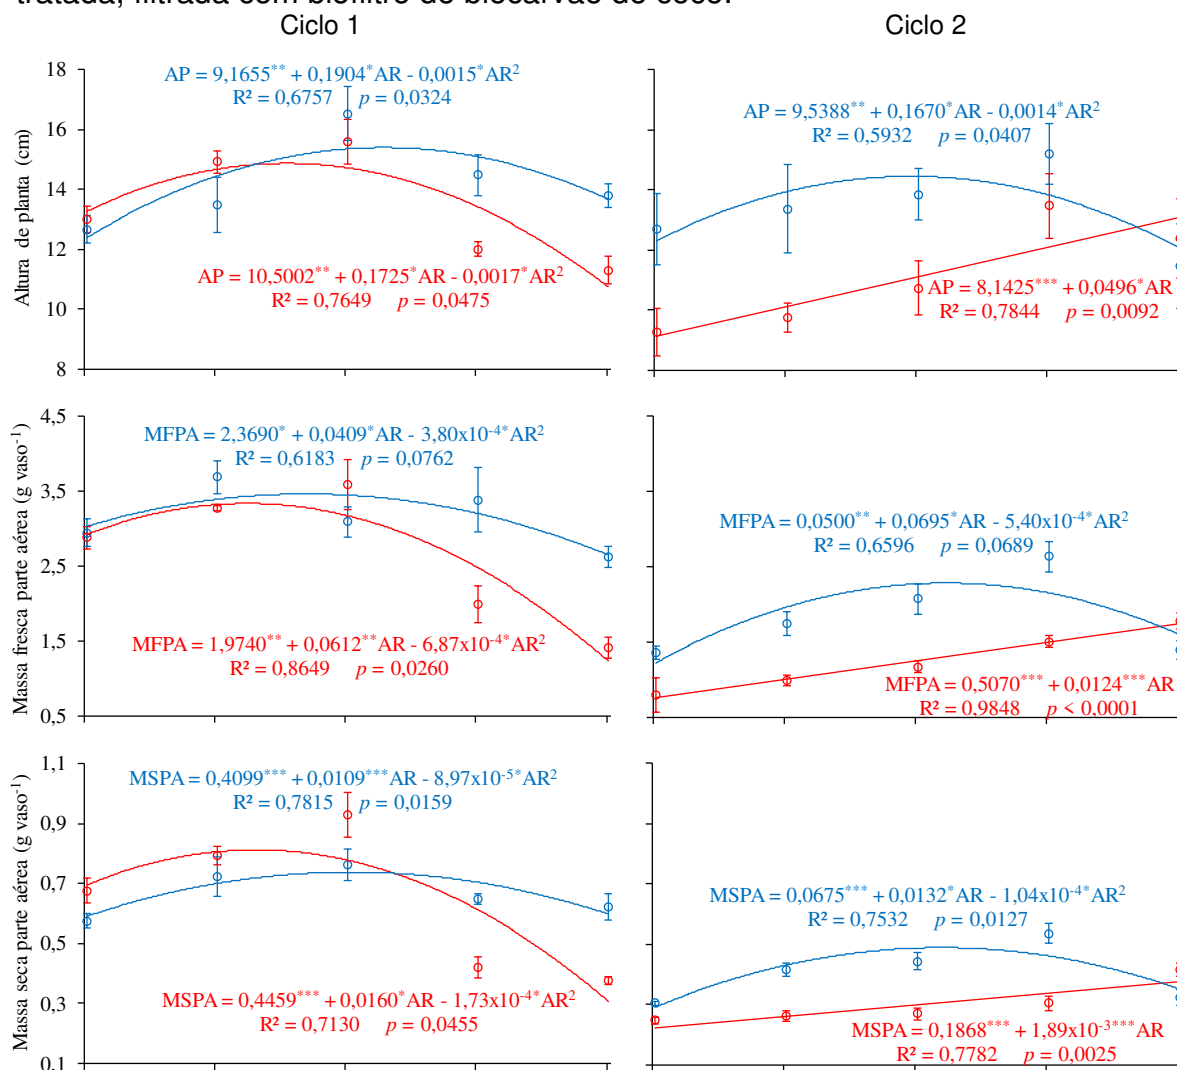 tratada, filtrada com biofiltro de biocarvão de coco.
Ciclo 1
Ciclo 2
Altura de planta (cm)
18
16
14
12
10
8
AP = 9,1655** + 0,1904*AR - 0,0015*AR²
R² = 0,6757 p = 0,0324
AP = 10,5002** + 0,1725*AR - 0,0017*AR²
R² = 0,7649 p = 0,0475
AP = 9,5388** + 0,1670*AR - 0,0014*AR²
R² = 0,5932 p = 0,0407
AP = 8,1425*** + 0,0496*AR
R² = 0,7844 p = 0,0092
Massa fresca parte aérea (g vaso⁻¹)
4,5
3,5
2,5
1,5
0,5
MFPA = 2,3690* + 0,0409*AR - 3,80x10⁻⁴*AR²
R² = 0,6183 p = 0,0762
MFPA = 1,9740** + 0,0612**AR - 6,87x10⁻⁴*AR²
R² = 0,8649 p = 0,0260
MFPA = 0,0500** + 0,0695*AR - 5,40x10⁻⁴*AR²
R² = 0,6596 p = 0,0689
MFPA = 0,5070*** + 0,0124***AR
R² = 0,9848 p < 0,0001
Massa seca parte aérea (g vaso⁻¹)
1,1
0,9
0,7
0,5
0,3
0,1
MSPA = 0,4099*** + 0,0109***AR - 8,97x10⁻⁵*AR²
R² = 0,7815 p = 0,0159
MSPA = 0,4459*** + 0,0160*AR - 1,73x10⁻⁴*AR²
R² = 0,7130 p = 0,0455
MSPA = 0,0675*** + 0,0132*AR - 1,04x10⁻⁴*AR²
R² = 0,7532 p = 0,0127
MSPA = 0,1868*** + 1,89x10⁻³***AR
R² = 0,7782 p = 0,0025